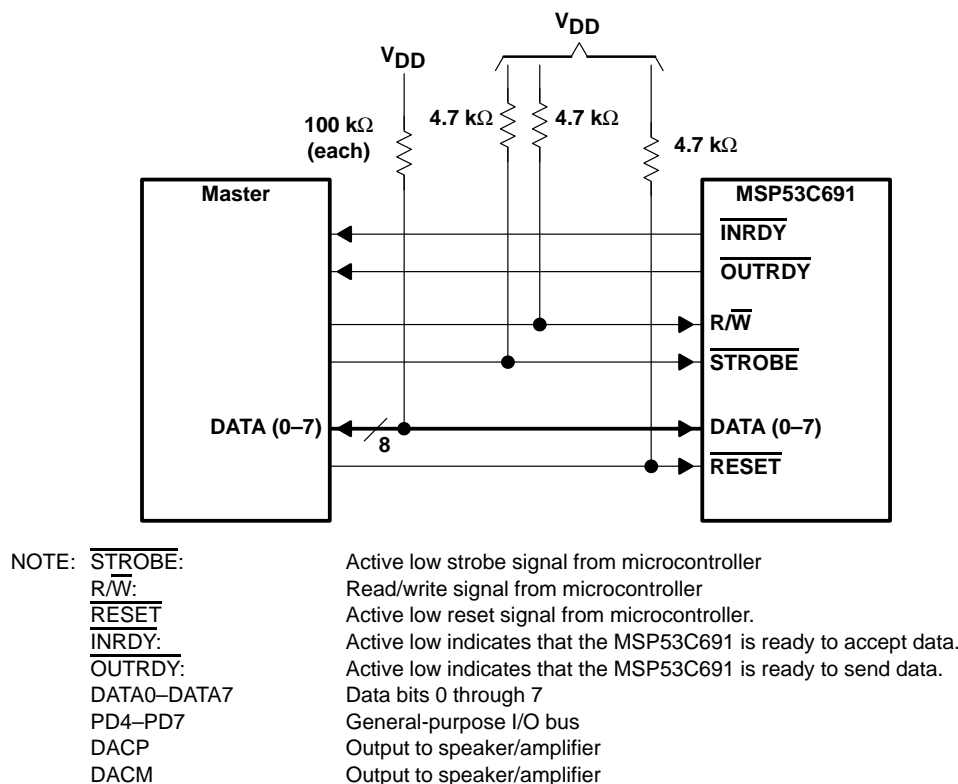 VDD
VDD
100 kΩ
(each)
4.7 kΩ
4.7 kΩ
4.7 kΩ
Master
MSP53C691
INRDY
OUTRDY
R/W
STROBE
DATA (0–7)
8
DATA (0–7)
RESET
NOTE: STROBE: Active low strobe signal from microcontroller
R/W: Read/write signal from microcontroller
RESET Active low reset signal from microcontroller.
INRDY: Active low indicates that the MSP53C691 is ready to accept data.
OUTRDY: Active low indicates that the MSP53C691 is ready to send data.
DATA0–DATA7 Data bits 0 through 7
PD4–PD7 General-purpose I/O bus
DACP Output to speaker/amplifier
DACM Output to speaker/amplifier